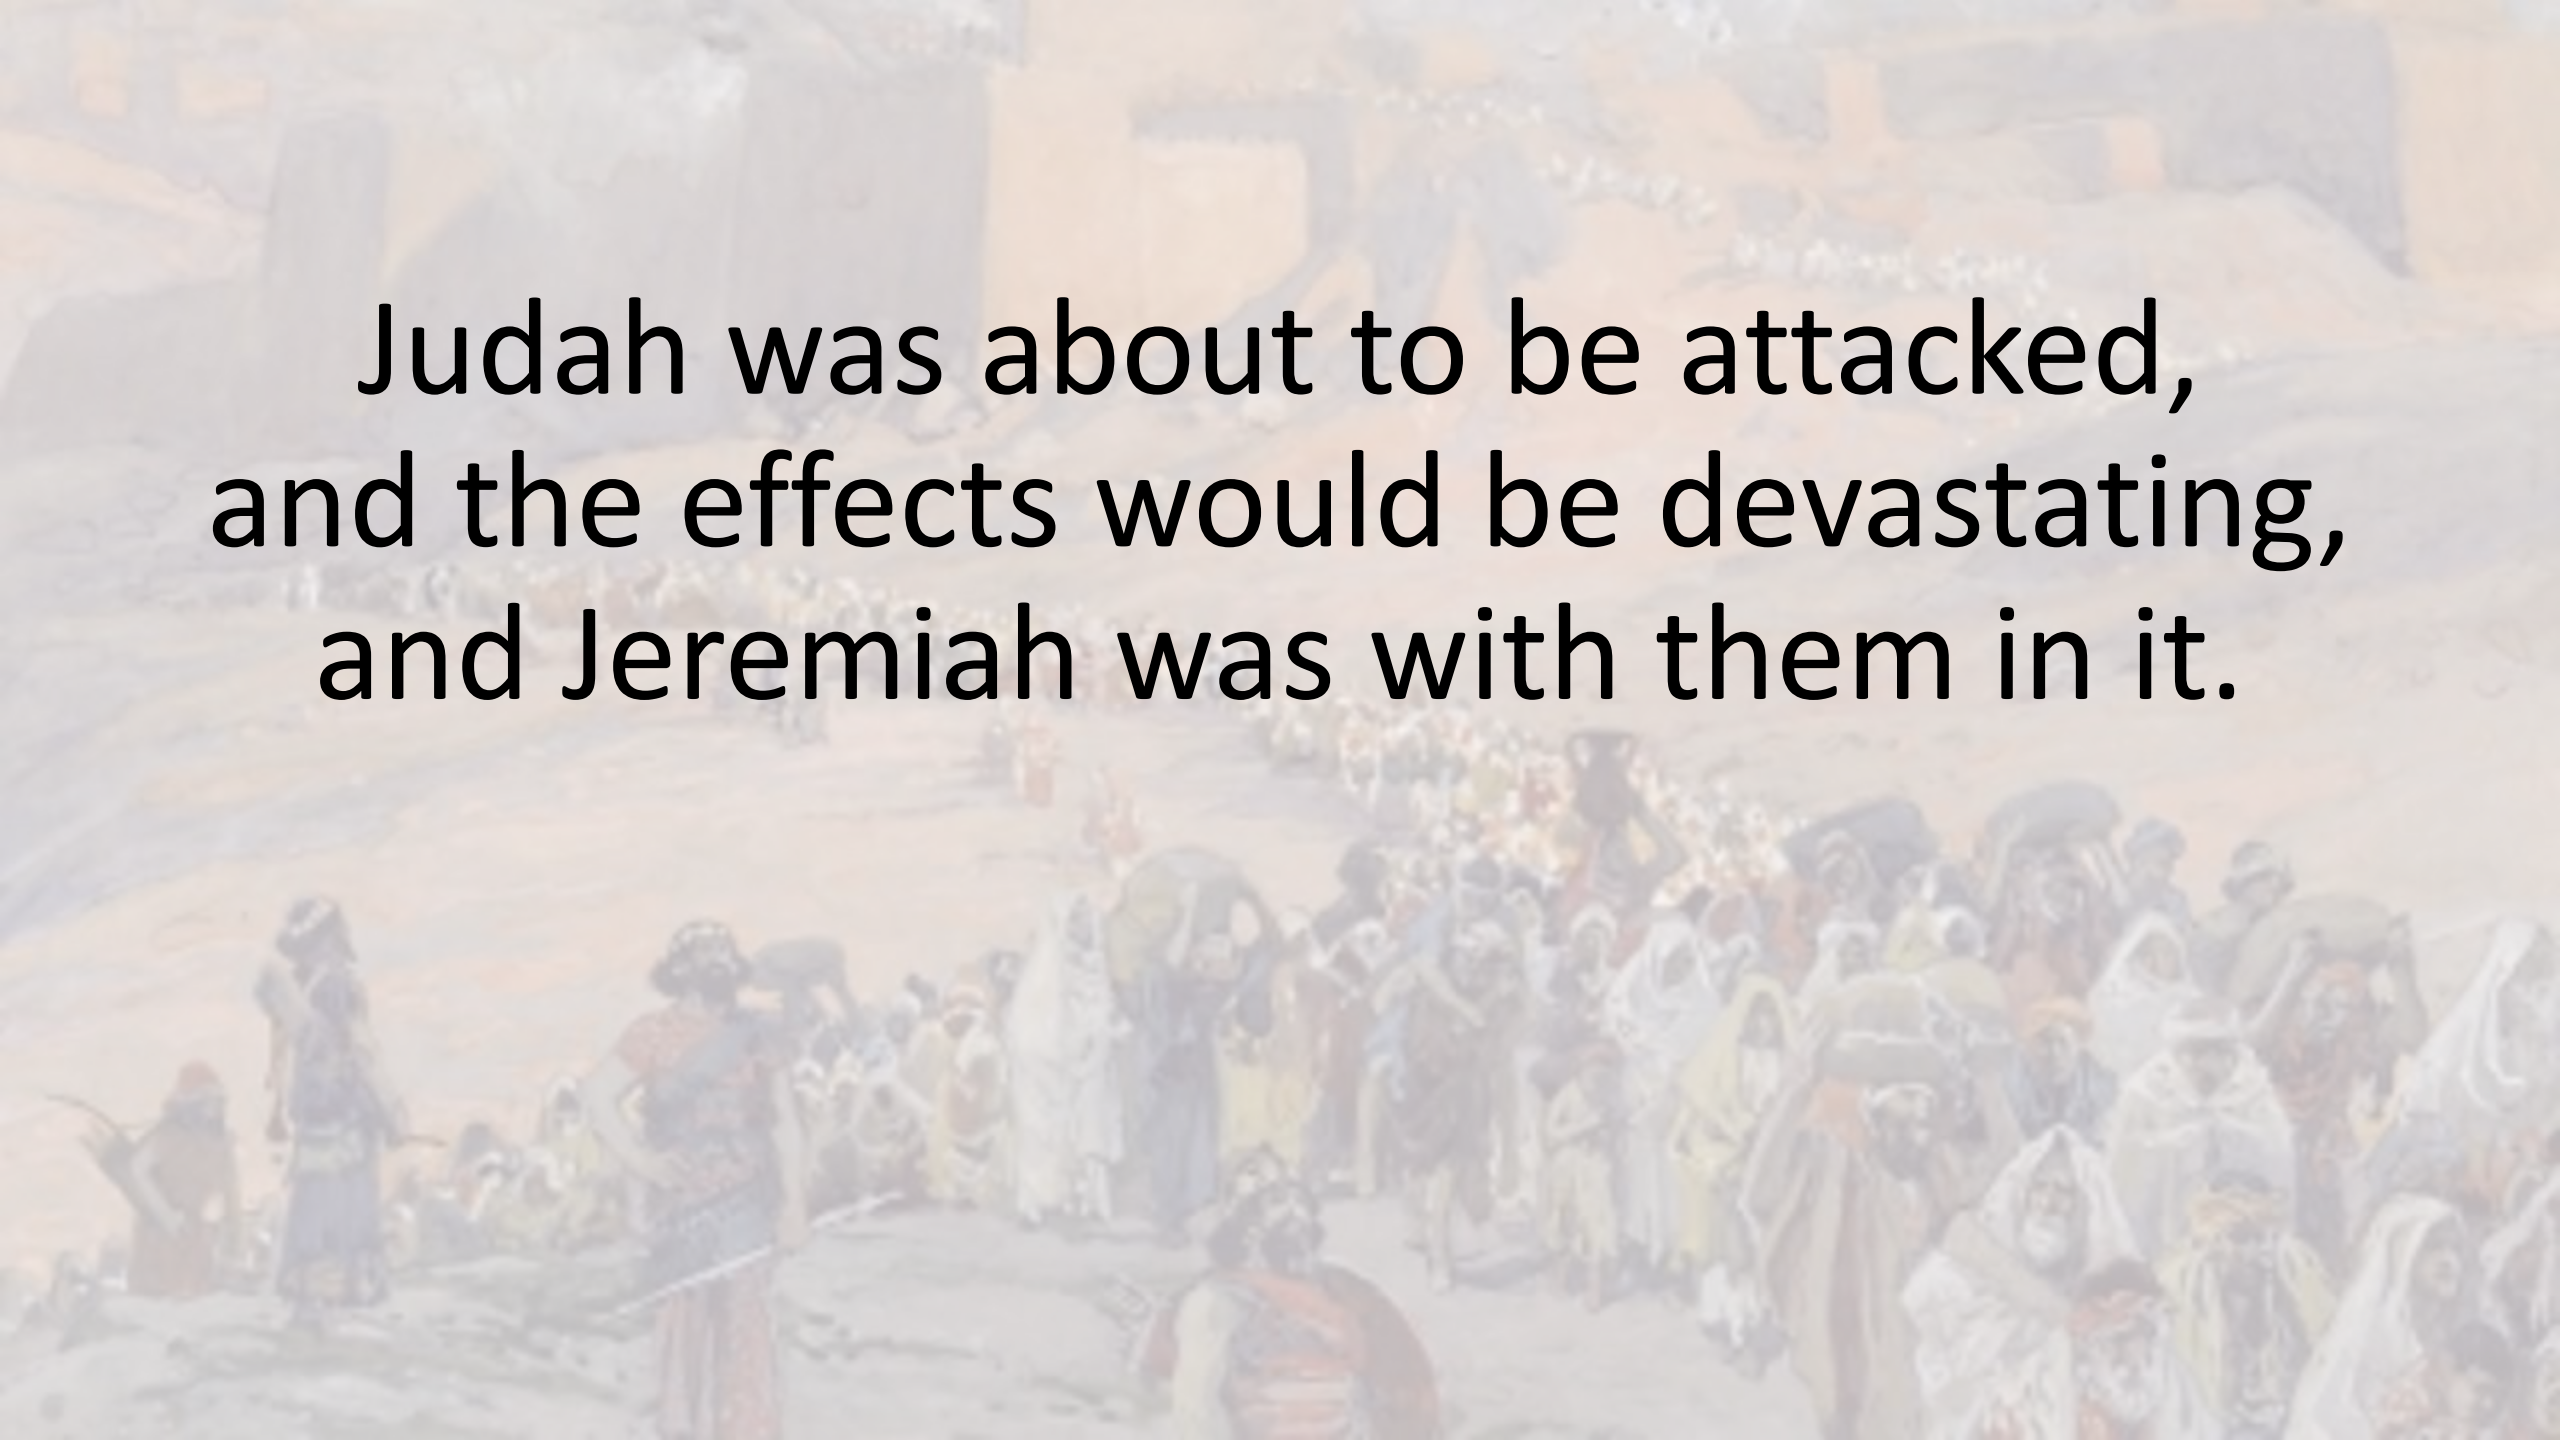 Judah was about to be attacked,
and the effects would be devastating,
and Jeremiah was with them in it.